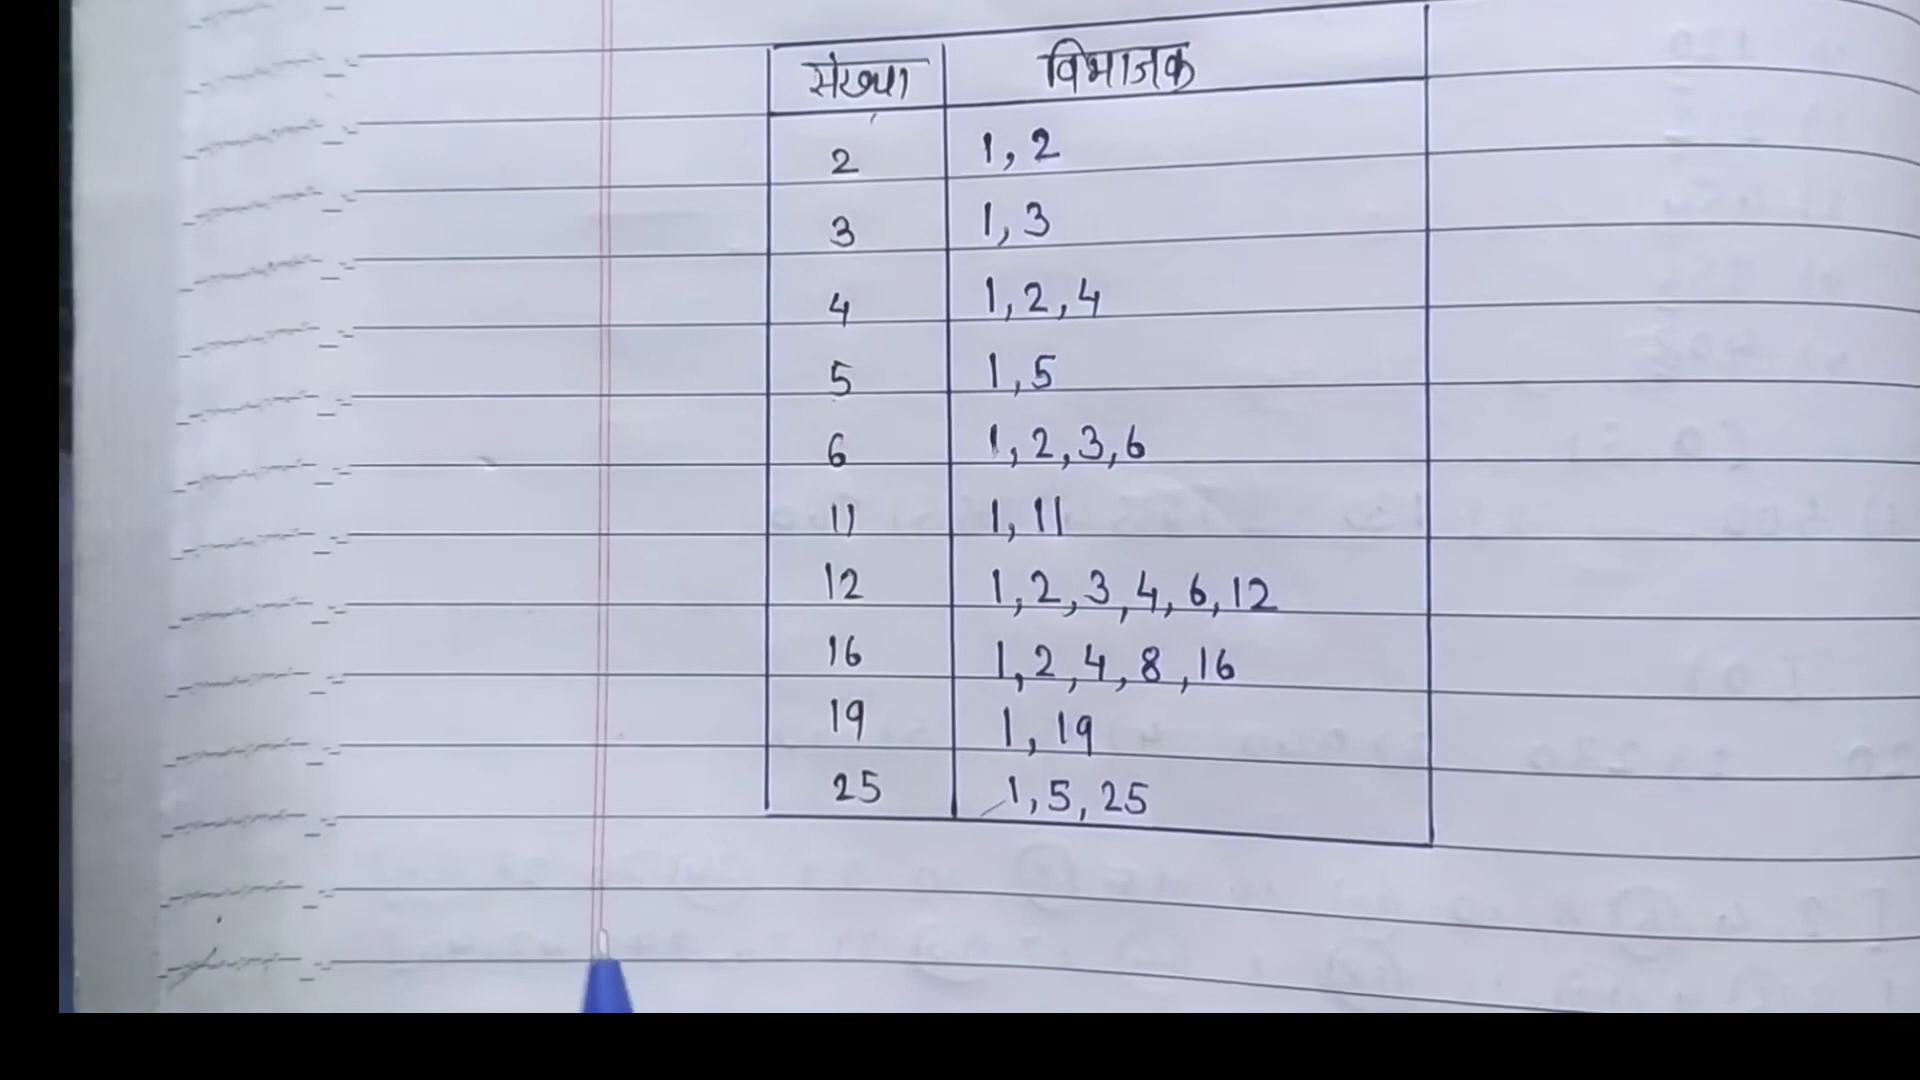 संख्या विभाजक
2 1, 2
3 1, 3
4 1, 2, 4
5 1, 5
6 1, 2, 3, 6
11 1, 11
12 1, 2, 3, 4, 6, 12
16 1, 2, 4, 8, 16
19 1, 19
25 1, 5, 25